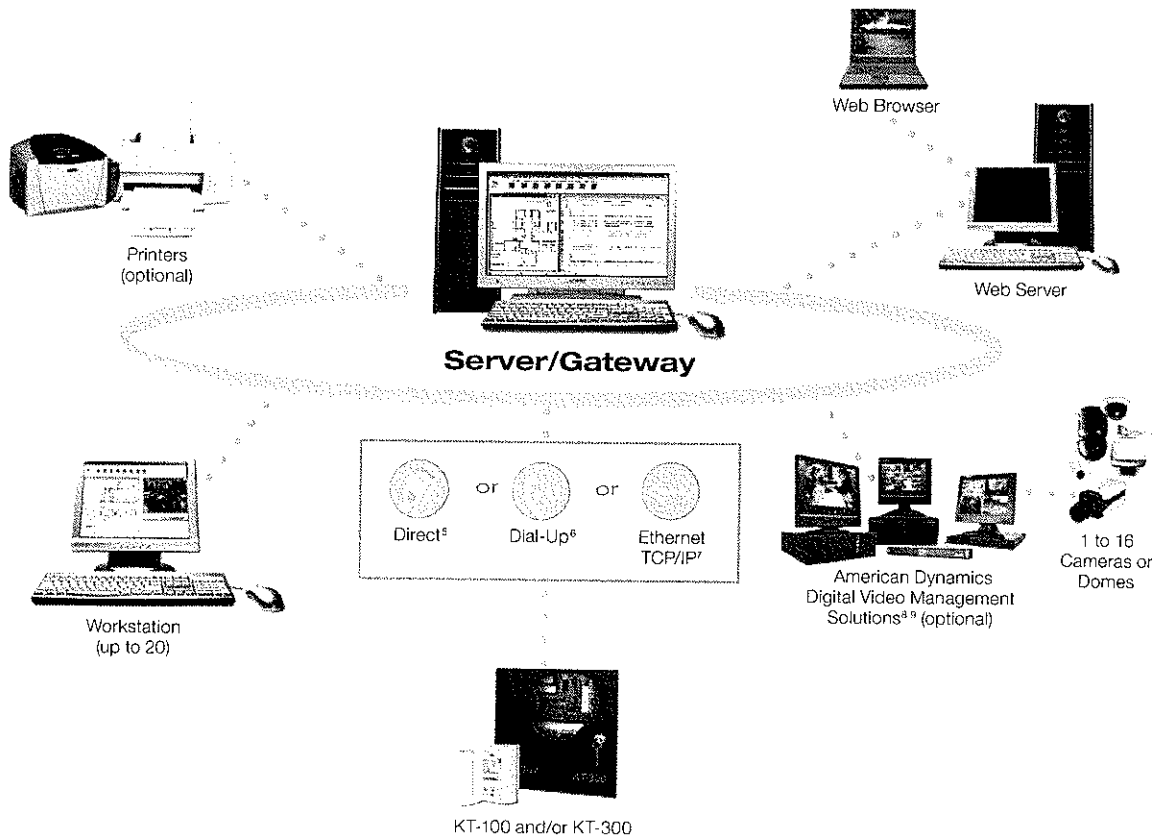 Web Browser
Printers
(optional)
Web Server
Server/Gateway
Direct⁵ or Dial-Up⁶ or Ethernet
TCP/IP⁷
Workstation
(up to 20)
American Dynamics
Digital Video Management
Solutions⁸ ⁹ (optional)
1 to 16
Cameras or
Domes
KT-300
KT-100 and/or KT-300